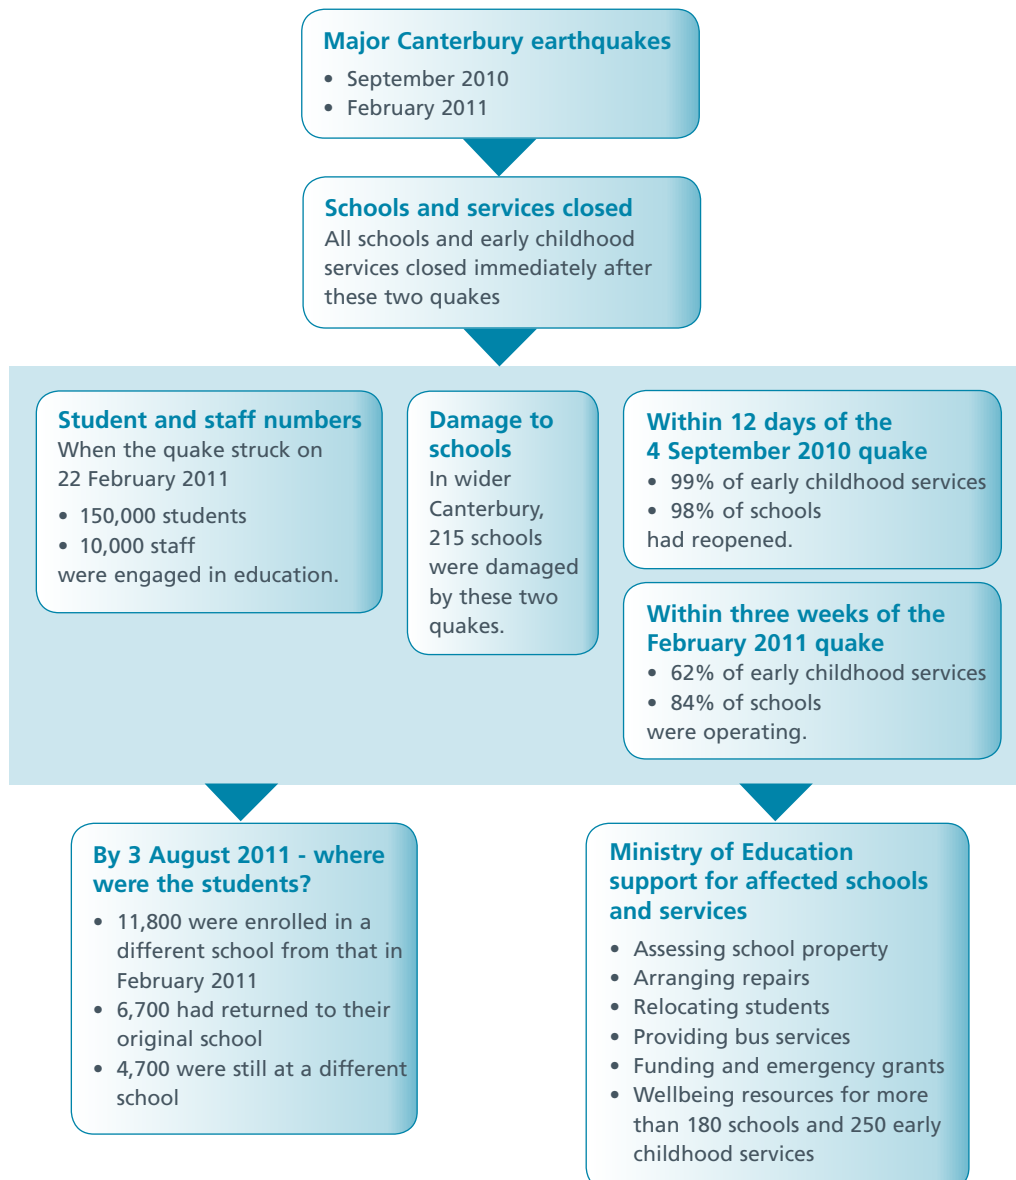 Major Canterbury earthquakes
• September 2010
• February 2011
Schools and services closed
All schools and early childhood
services closed immediately after
these two quakes
Student and staff numbers
When the quake struck on
22 February 2011
• 150,000 students
• 10,000 staff
were engaged in education.
Damage to
schools
In wider
Canterbury,
215 schools
were damaged
by these two
quakes.
Within 12 days of the
4 September 2010 quake
• 99% of early childhood services
• 98% of schools
had reopened.
Within three weeks of the
February 2011 quake
• 62% of early childhood services
• 84% of schools
were operating.
By 3 August 2011 - where
were the students?
• 11,800 were enrolled in a
different school from that in
February 2011
• 6,700 had returned to their
original school
• 4,700 were still at a different
school
Ministry of Education
support for affected schools
and services
• Assessing school property
• Arranging repairs
• Relocating students
• Providing bus services
• Funding and emergency grants
• Wellbeing resources for more
than 180 schools and 250 early
childhood services